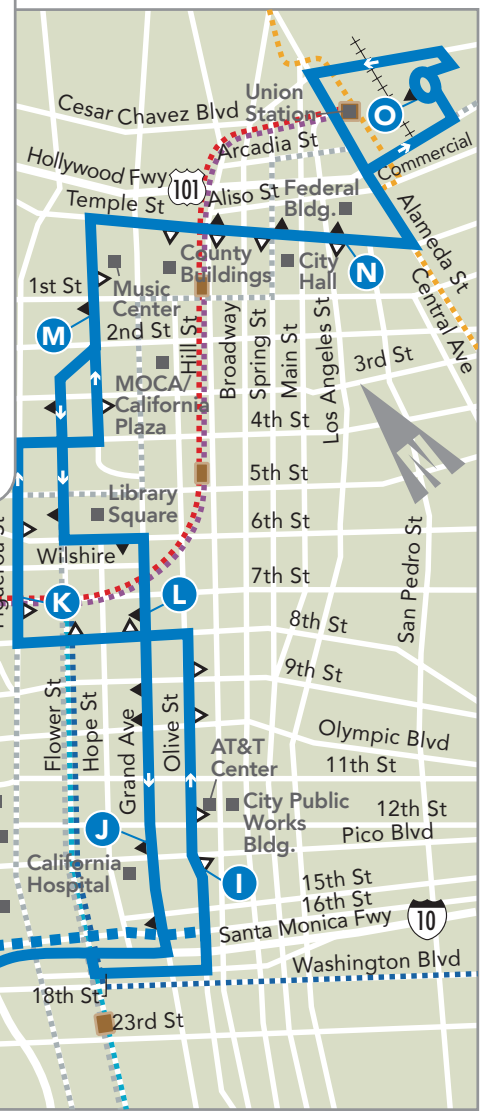 Union
Station
Cesar Chavez Blvd
O
Arcadia St
Commercial
Hollywood Fwy
101
Aliso St
Federal
Bldg.
Temple St
Alameda St
N
County
Buildings
City
Hall
Music
Center
1st St
Central Ave
M
2nd St
Hill St
Broadway
Spring St
Main St
Los Angeles St
3rd St
MOCA/
California
Plaza
4th St
N
5th St
Library
Square
6th St
Wilshire
San Pedro St
7th St
K
L
8th St
9th St
Flower St
Hope St
Grand Ave
Olive St
Olympic Blvd
AT&T
Center
11th St
City Public
Works
Bldg.
12th St
Pico Blvd
J
California
Hospital
I
15th St
16th St
Santa Monica Fwy
10
Washington Blvd
18th St
23rd St